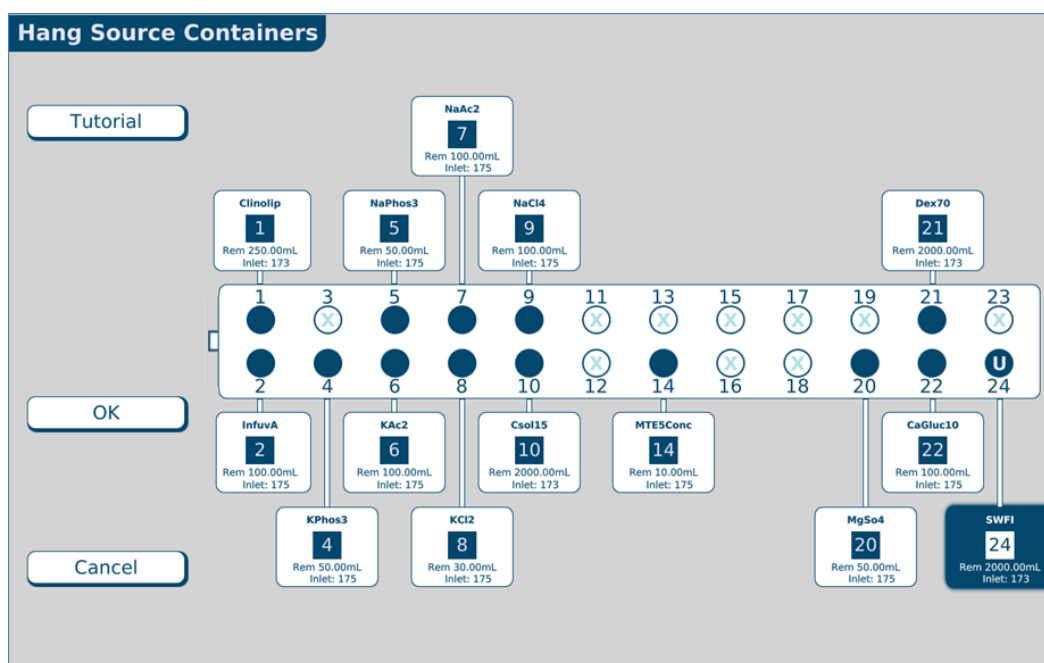 Hang Source Containers
Tutorial
NaAc2
7
Rem 100.00mL
Inlet: 175
Clinolip
1
Rem 250.00mL
Inlet: 173
NaPhos3
5
Rem 50.00mL
Inlet: 175
NaCl4
9
Rem 100.00mL
Inlet: 175
Dex70
21
Rem 2000.00mL
Inlet: 173
1 3 5 7 9 11 13 15 17 19 21 23
X X X X X X X
X X X U
2 4 6 8 10 12 14 16 18 20 22 24
OK
InfuvA
2
Rem 100.00mL
Inlet: 175
KAc2
6
Rem 100.00mL
Inlet: 175
Csol15
10
Rem 2000.00mL
Inlet: 173
MTE5Conc
14
Rem 10.00mL
Inlet: 175
CaGluc10
22
Rem 100.00mL
Inlet: 175
KPhos3
4
Rem 50.00mL
Inlet: 175
KCl2
8
Rem 30.00mL
Inlet: 175
MgSo4
20
Rem 50.00mL
Inlet: 175
SWFI
24
Rem 2000.00mL
Inlet: 173
Cancel